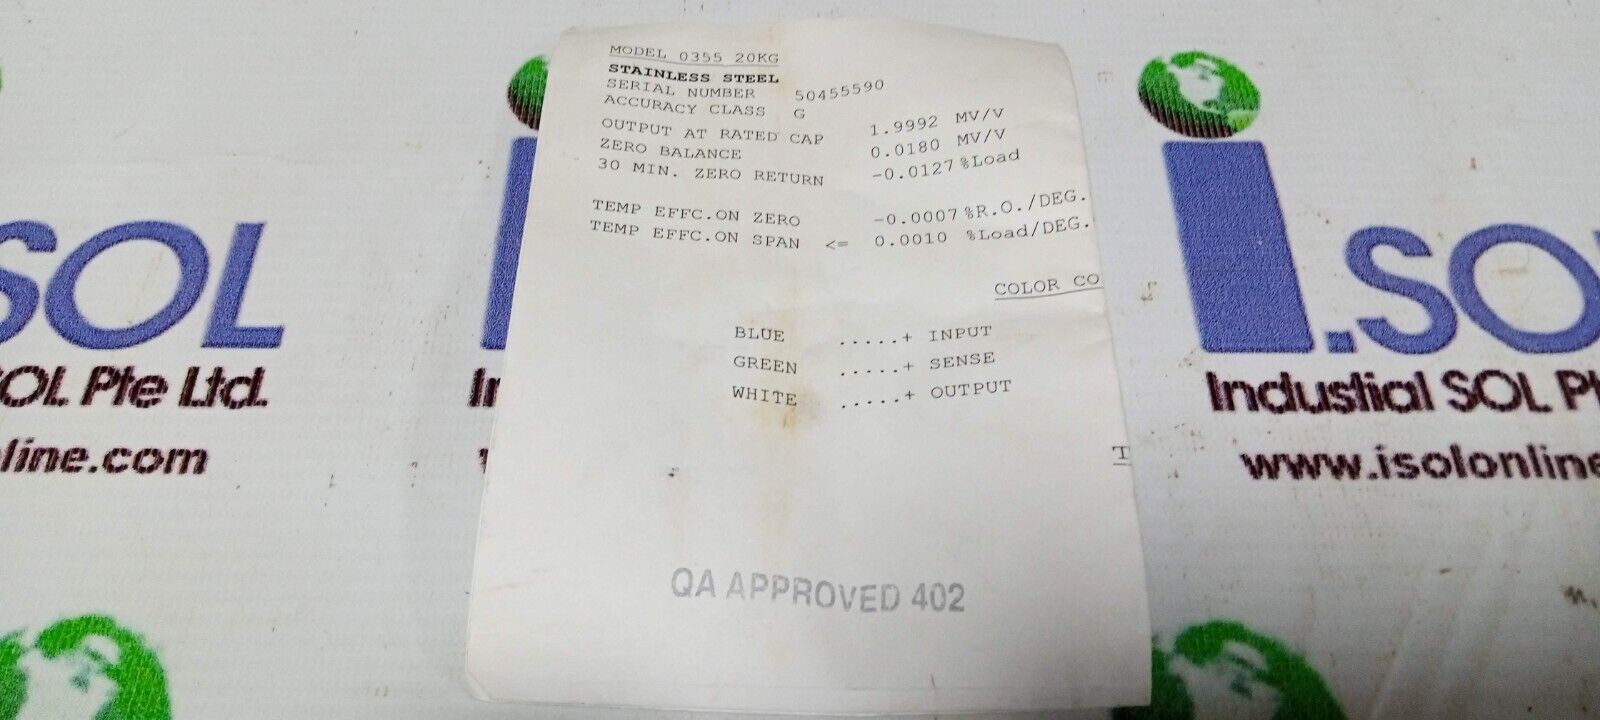 MODEL 0355 20KG
STAINLESS STEEL
SERIAL NUMBER 50455590
ACCURACY CLASS G
OUTPUT AT RATED CAP 1.9992 MV/V
ZERO BALANCE 0.0180 MV/V
30 MIN. ZERO RETURN -0.0127 %Load
TEMP EFFC.ON ZERO -0.0007 %R.O./DEG.
TEMP EFFC.ON SPAN <= 0.0010 %Load/DEG.
COLOR CO
BLUE .....+ INPUT
GREEN .....+ SENSE
WHITE .....+ OUTPUT
T
QA APPROVED 402
SOL
SOL Pte Ltd.
line.com
In
i.SO
Industial SOL Pt
www.isolonline